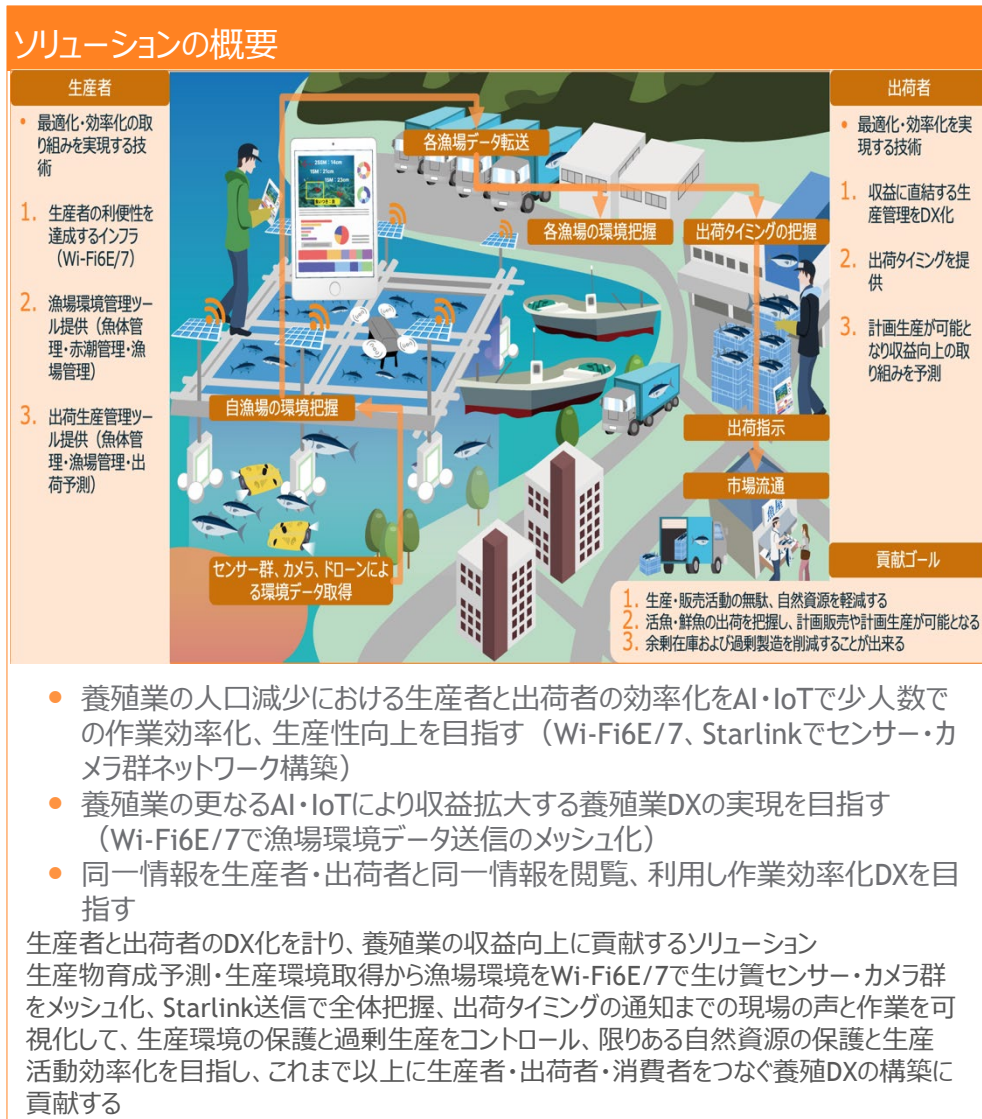 ソリューションの概要
生産者
• 最適化・効率化の取
り組みを実現する技
術
1. 生産者の利便性を
達成するインフラ
（Wi-Fi6E/7）
2. 漁場環境管理ツー
ル提供（魚体管
理・赤潮管理・漁
場管理）
3. 出荷生産管理ツー
ル提供（魚体管
理・漁場管理・出
荷予測）
各漁場データ転送
各漁場の環境把握
出荷タイミングの把握
自漁場の環境把握
センサー群、カメラ、ドローンによ
る環境データ取得
出荷指示
市場流通
魚屋
出荷者
• 最適化・効率化を実
現する技術
1. 収益に直結する生
産管理をDX化
2. 出荷タイミングを提
供
3. 計画生産が可能と
なり収益向上の取
り組みを予測
貢献ゴール
1. 生産・販売活動の無駄、自然資源を軽減する
2. 活魚・鮮魚の出荷を把握し、計画販売や計画生産が可能となる
3. 余剰在庫および過剰製造を削減することが出来る
• 養殖業の人口減少における生産者と出荷者の効率化をAI・IoTで少人数で
の作業効率化、生産性向上を目指す（Wi-Fi6E/7、Starlinkでセンサー・カ
メラ群ネットワーク構築）
• 養殖業の更なるAI・IoTにより収益拡大する養殖業DXの実現を目指す
（Wi-Fi6E/7で漁場環境データ送信のメッシュ化）
• 同一情報を生産者・出荷者と同一情報を閲覧、利用し作業効率化DXを目
指す
生産者と出荷者のDX化を計り、養殖業の収益向上に貢献するソリューション
生産物育成予測・生産環境取得から漁場環境をWi-Fi6E/7で生け簀センサー・カメラ群
をメッシュ化、Starlink送信で全体把握、出荷タイミングの通知までの現場の声と作業を可
視化して、生産環境の保護と過剰生産をコントロール、限りある自然資源の保護と生産
活動効率化を目指し、これまで以上に生産者・出荷者・消費者をつなぐ養殖DXの構築に
貢献する